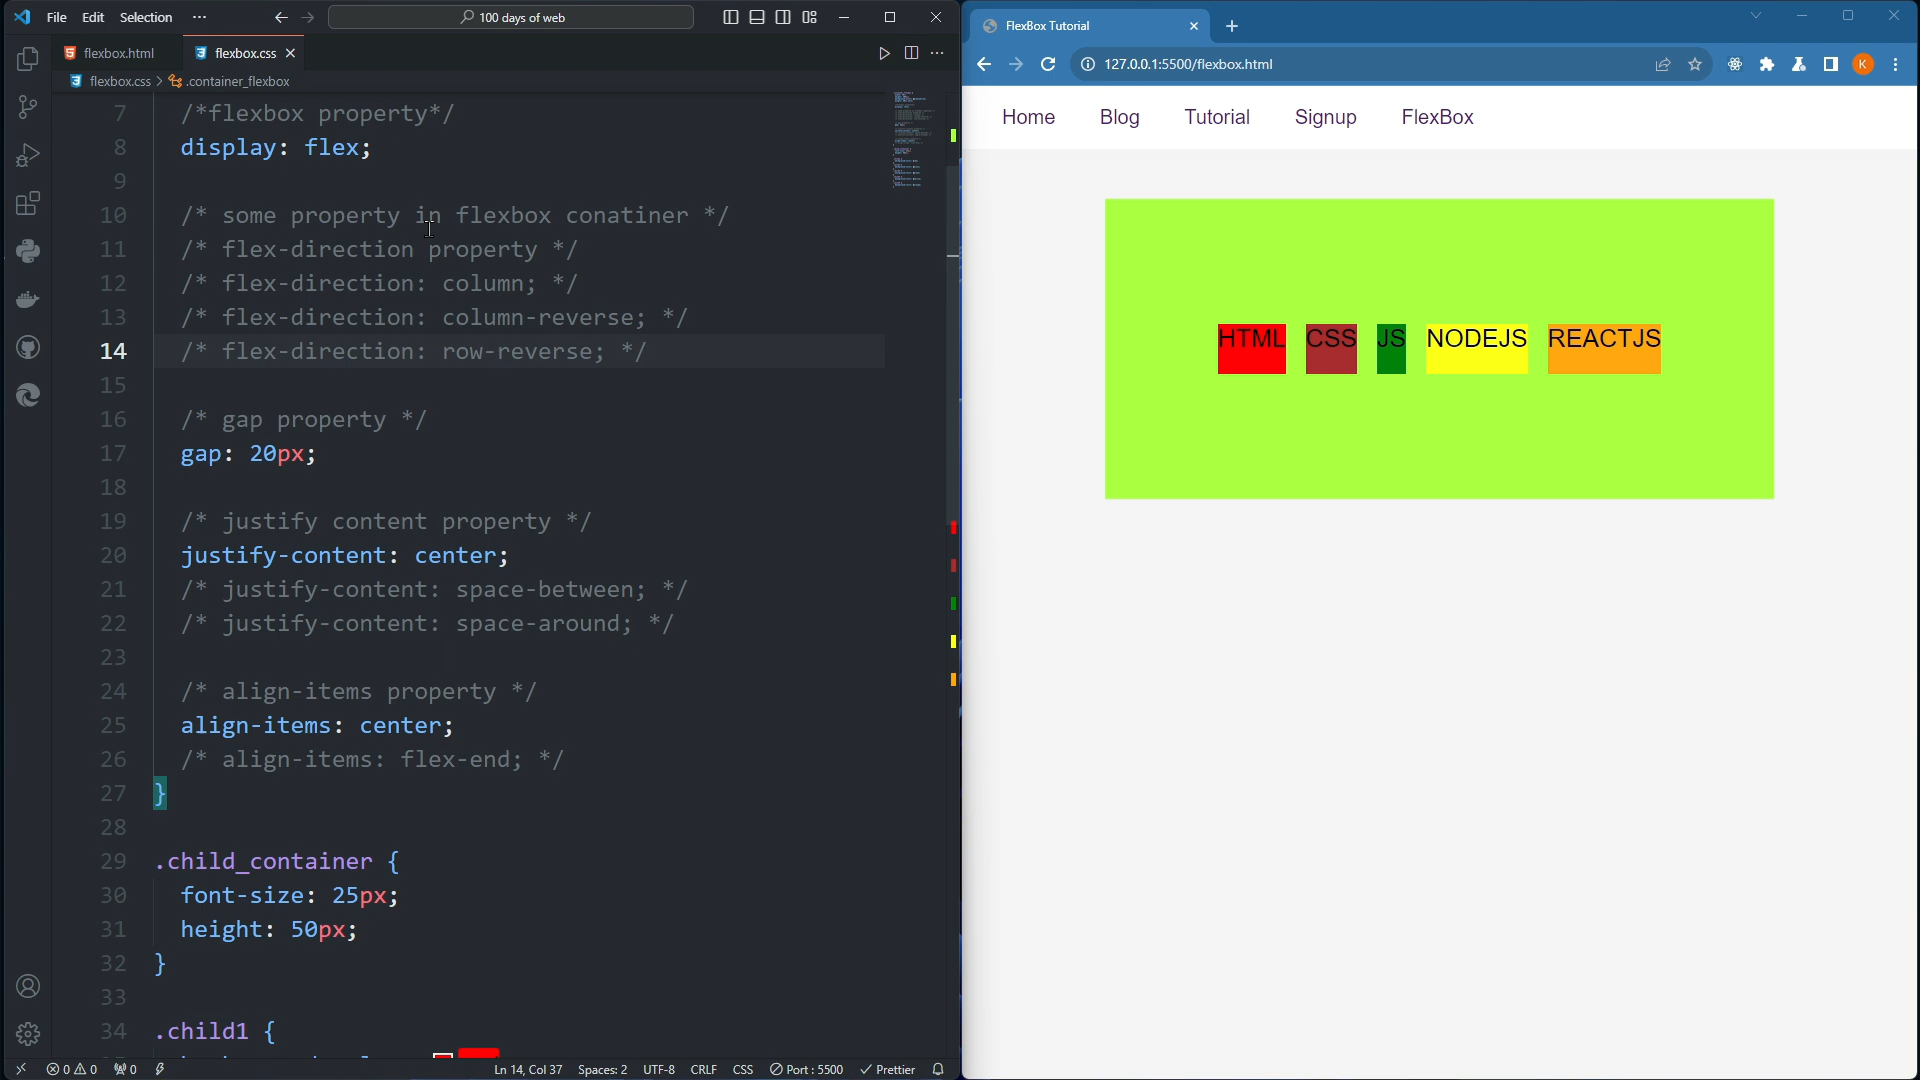 File Edit Selection ···
100 days of web
flexbox.html
flexbox.css
flexbox.css > .container_flexbox
7 /*flexbox property*/
8 display: flex;
9
10 /* some property in flexbox conatiner */
11 /* flex-direction property */
12 /* flex-direction: column; */
13 /* flex-direction: column-reverse; */
14 /* flex-direction: row-reverse; */
15
16 /* gap property */
17 gap: 20px;
18
19 /* justify content property */
20 justify-content: center;
21 /* justify-content: space-between; */
22 /* justify-content: space-around; */
23
24 /* align-items property */
25 align-items: center;
26 /* align-items: flex-end; */
27 }
28
29 .child_container {
30 font-size: 25px;
31 height: 50px;
32 }
33
34 .child1 {
0 0 0 Ln 14, Col 37 Spaces: 2 UTF-8 CRLF CSS Port : 5500 Prettier
FlexBox Tutorial
127.0.0.1:5500/flexbox.html
K
Home Blog Tutorial Signup FlexBox
HTML CSS JS NODEJS REACTJS